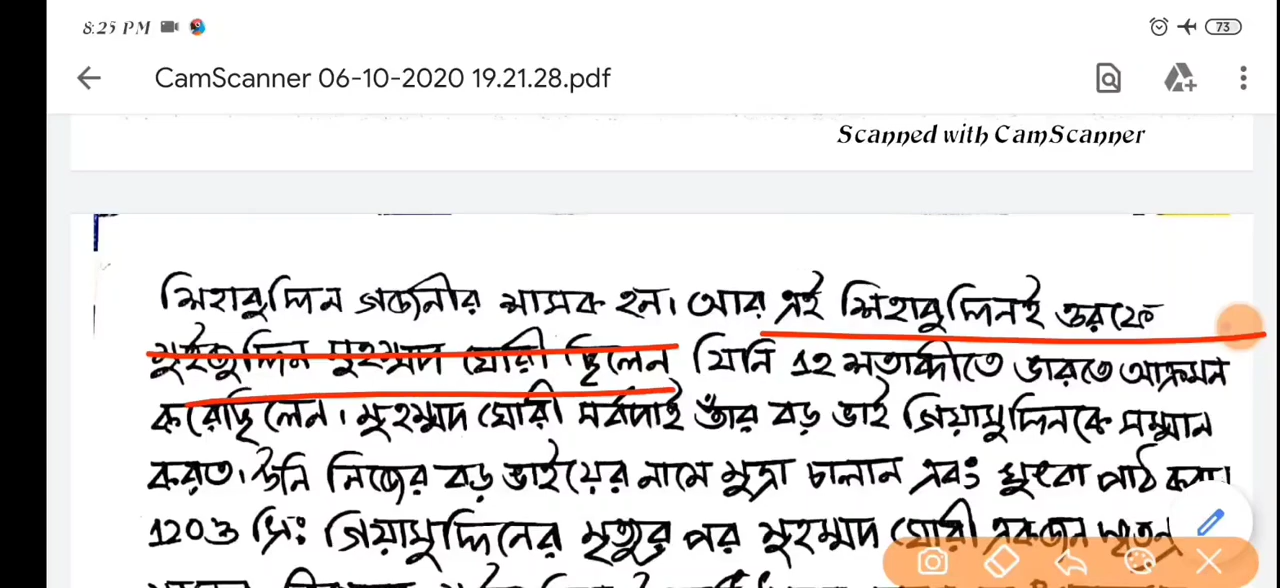 8:25 PM
73
CamScanner 06-10-2020 19.21.28.pdf
Scanned with CamScanner
শিহাবুদ্দিন গজনীর শাসক হন। আর এই শিহাবুদ্দিনই ওরফে
মুইজুদ্দিন মুহম্মদ ঘোরী ছিলেন যিনি 12 শতাব্দীতে ভারতে আক্রমন
করেছিলেন। মুহম্মদ ঘোরী সর্বদাই তাঁর বড় ভাই গিয়াসুদ্দিনকে সম্মান
করত। উনি নিজের বড় ভাইয়ের নামে মুদ্রা চালান এবং খুৎবা পাঠ করা।
1203 খ্রিঃ গিয়াসুদ্দিনের মৃত্যুর পর মুহম্মদ ঘোরী একজন